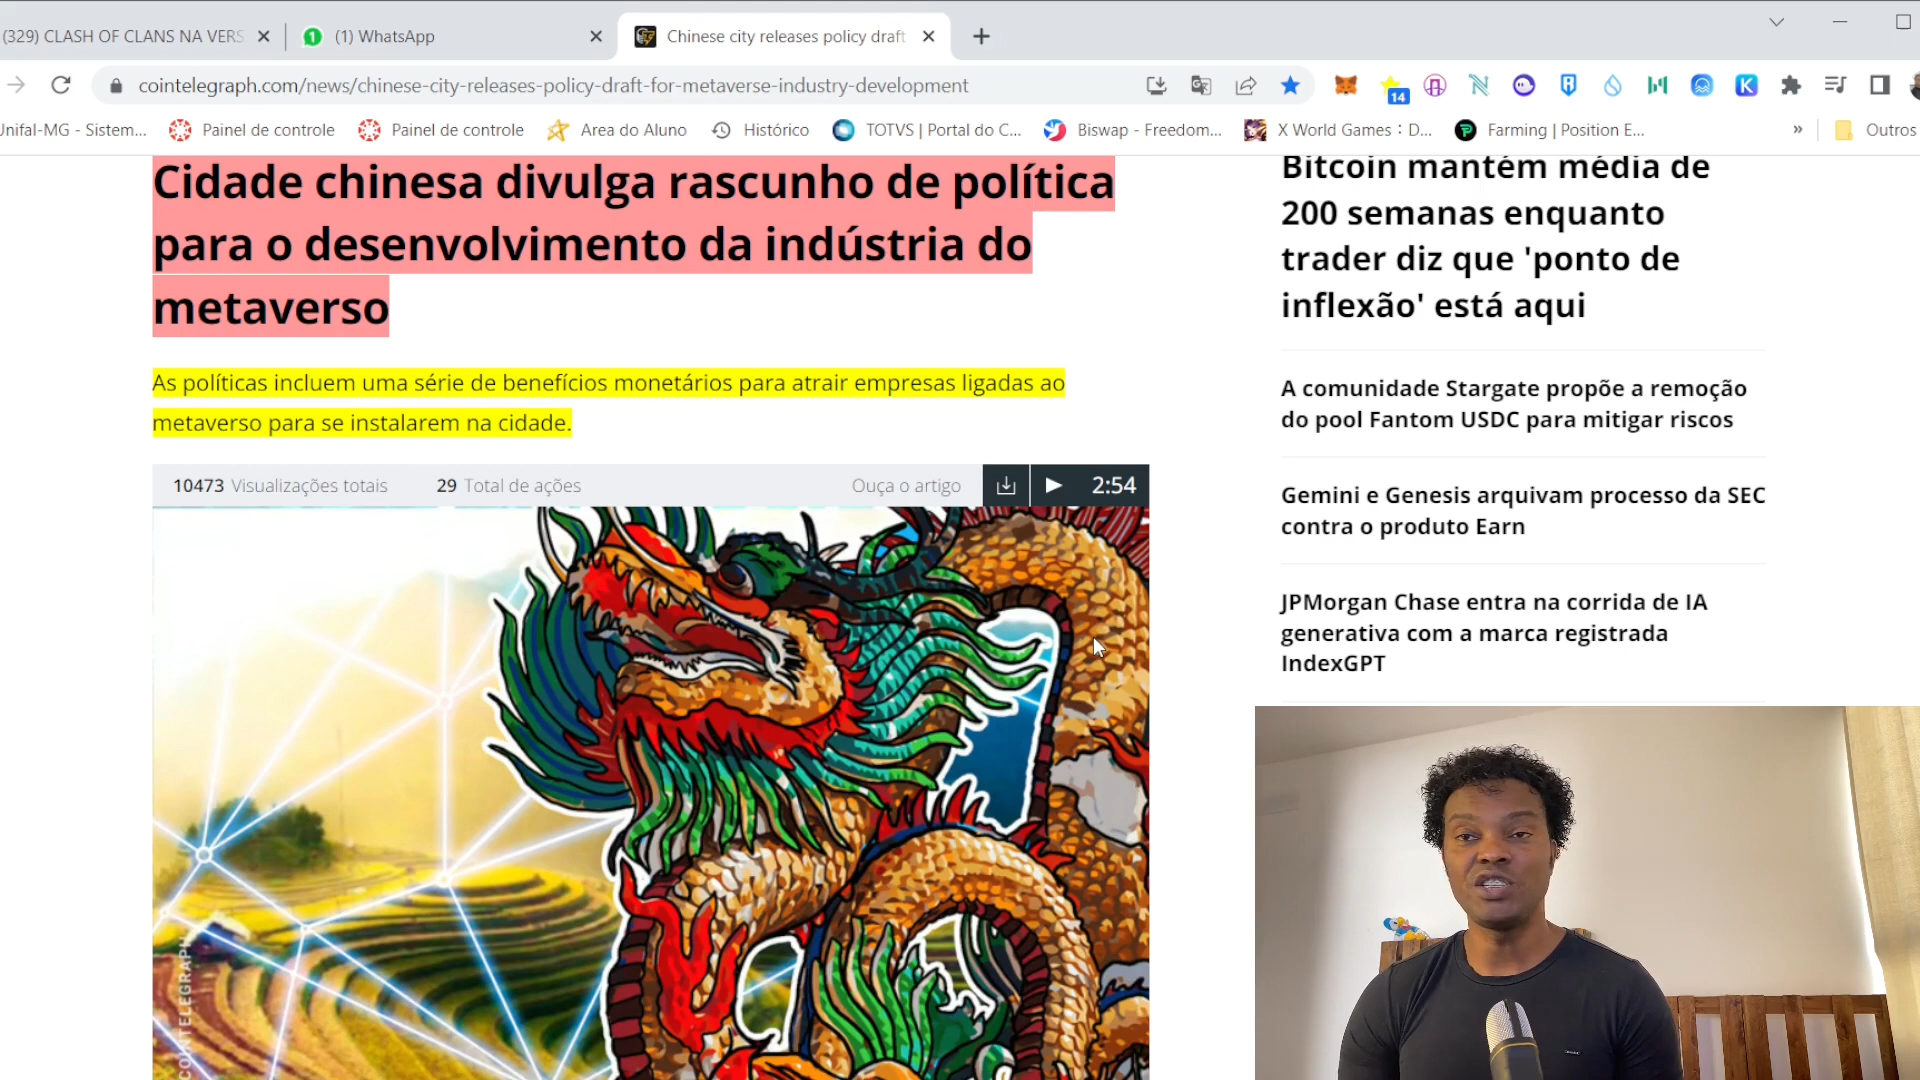 (329) CLASH OF CLANS NA VERS
(1) WhatsApp
Chinese city releases policy draft
cointelegraph.com/news/chinese-city-releases-policy-draft-for-metaverse-industry-development
14
Unifal-MG - Sistem...
Painel de controle
Painel de controle
Area do Aluno
Histórico
TOTVS | Portal do C...
Biswap - Freedom...
X World Games : D...
Farming | Position E...
»
Outros
Cidade chinesa divulga rascunho de política
para o desenvolvimento da indústria do
metaverso
As políticas incluem uma série de benefícios monetários para atrair empresas ligadas ao
metaverso para se instalarem na cidade.
10473 Visualizações totais
29 Total de ações
Ouça o artigo
2:54
COINTELEGRAPH
Bitcoin mantém média de
200 semanas enquanto
trader diz que 'ponto de
inflexão' está aqui
A comunidade Stargate propõe a remoção
do pool Fantom USDC para mitigar riscos
Gemini e Genesis arquivam processo da SEC
contra o produto Earn
JPMorgan Chase entra na corrida de IA
generativa com a marca registrada
IndexGPT